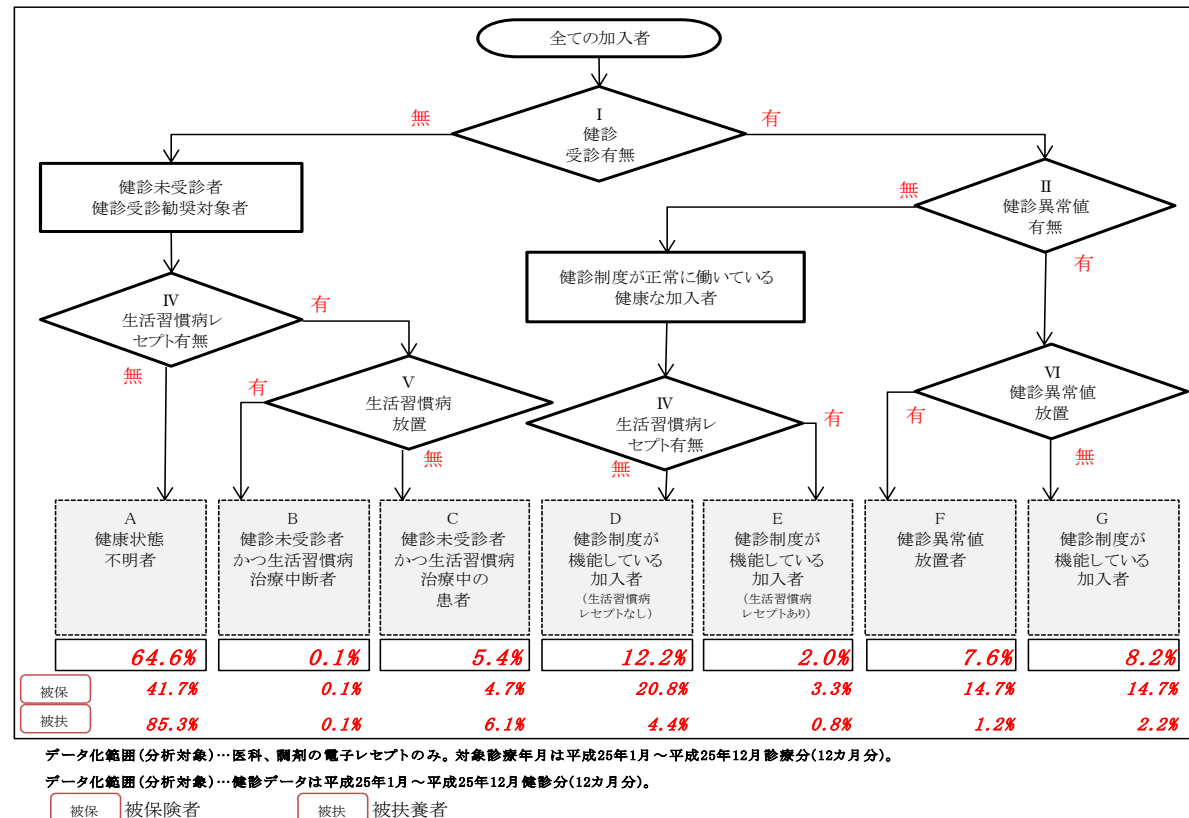 全ての加入者
I
健診
受診有無
無
有
健診未受診者
健診受診勧奨対象者
II
健診異常値
有無
無
有
健診制度が正常に働いている
健康な加入者
IV
生活習慣病レ
セプト有無
有
無
V
生活習慣病
放置
有
無
IV
生活習慣病レ
セプト有無
有
無
VI
健診異常値
放置
有
無
A
健康状態
不明者
B
健診未受診者
かつ生活習慣病
治療中断者
C
健診未受診者
かつ生活習慣病
治療中の
患者
D
健診制度が
機能している
加入者
(生活習慣病
レセプトなし)
E
健診制度が
機能している
加入者
(生活習慣病
レセプトあり)
F
健診異常値
放置者
G
健診制度が
機能している
加入者
64.6% 0.1% 5.4% 12.2% 2.0% 7.6% 8.2%
被保 41.7% 0.1% 4.7% 20.8% 3.3% 14.7% 14.7%
被扶 85.3% 0.1% 6.1% 4.4% 0.8% 1.2% 2.2%
データ化範囲(分析対象)…医科、調剤の電子レセプトのみ。対象診療年月は平成25年1月～平成25年12月診療分(12カ月分)。
データ化範囲(分析対象)…健診データは平成25年1月～平成25年12月健診分(12カ月分)。
被保 被保険者 被扶 被扶養者